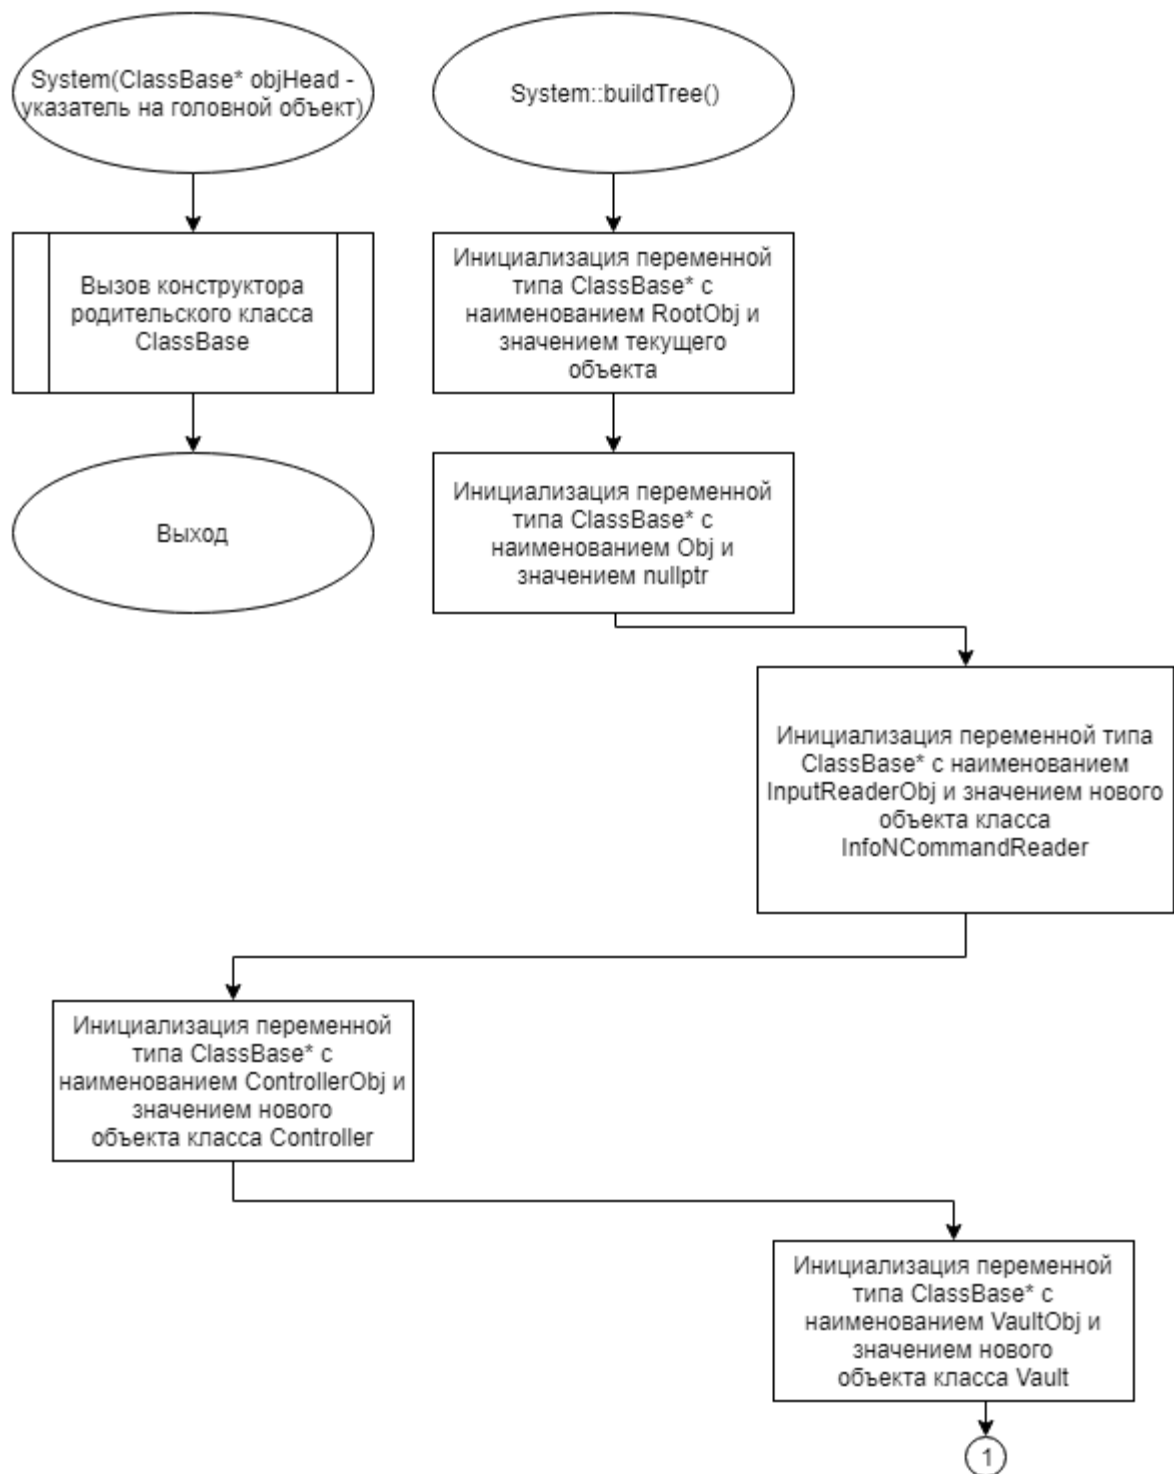 System(ClassBase* objHead -
указатель на головной объект)
System::buildTree()
Вызов конструктора
родительского класса
ClassBase
Инициализация переменной
типа ClassBase* с
наименованием RootObj и
значением текущего
объекта
Выход
Инициализация переменной
типа ClassBase* с
наименованием Obj и
значением nullptr
Инициализация переменной типа
ClassBase* с наименованием
InputReaderObj и значением нового
объекта класса
InfoNCommandReader
Инициализация переменной
типа ClassBase* с
наименованием ControllerObj и
значением нового
объекта класса Controller
Инициализация переменной
типа ClassBase* с
наименованием VaultObj и
значением нового
объекта класса Vault
1